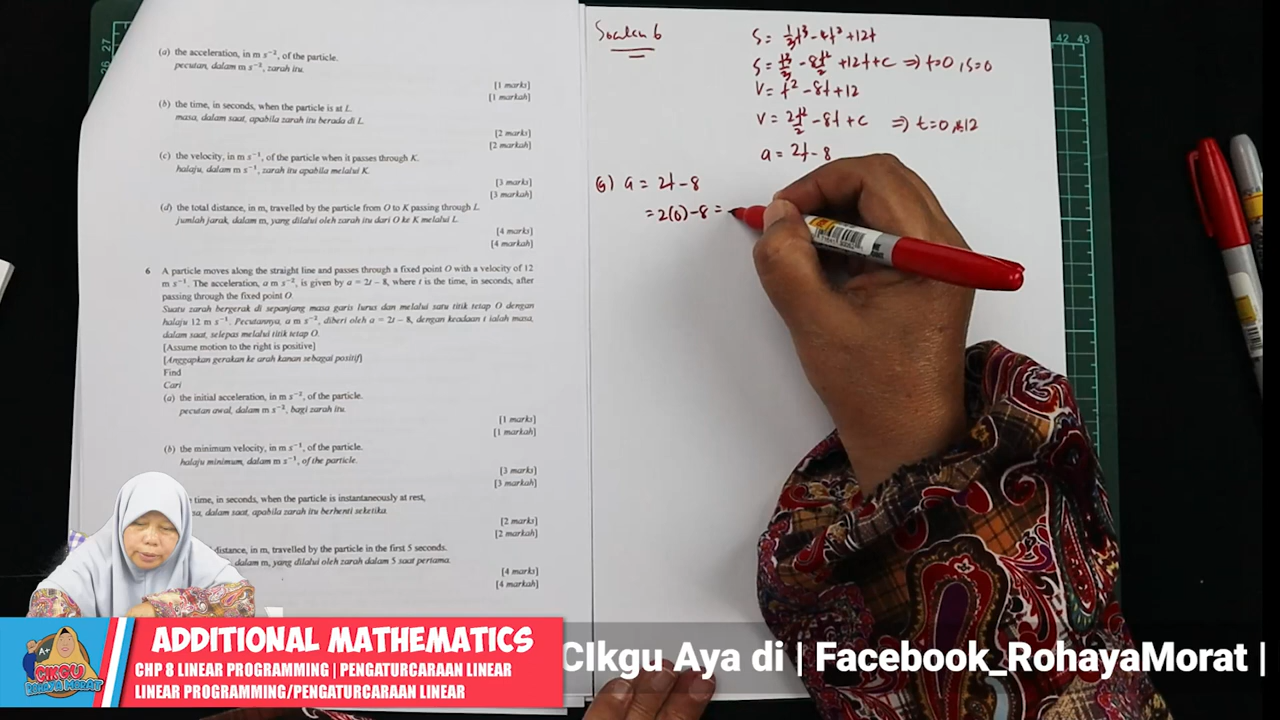 (a) the acceleration, in m s⁻², of the particle.
pecutan, dalam m s⁻², zarah itu.
[1 marks]
[1 markah]
(b) the time, in seconds, when the particle is at L.
masa, dalam saat, apabila zarah itu berada di L.
[2 marks]
[2 markah]
(c) the velocity, in m s⁻¹, of the particle when it passes through K.
halaju, dalam m s⁻¹, zarah itu apabila melalui K.
[3 marks]
[3 markah]
(d) the total distance, in m, travelled by the particle from O to K passing through L.
jumlah jarak, dalam m, yang dilalui oleh zarah itu dari O ke K melalui L.
[4 marks]
[4 markah]
6 A particle moves along the straight line and passes through a fixed point O with a velocity of 12
m s⁻¹. The acceleration, a m s⁻², is given by a = 2t – 8, where t is the time, in seconds, after
passing through the fixed point O.
Suatu zarah bergerak di sepanjang masa garis lurus dan melalui satu titik tetap O dengan
halaju 12 m s⁻¹. Pecutannya, a m s⁻², diberi oleh a = 2t – 8, dengan keadaan t ialah masa,
dalam saat, selepas melalui titik tetap O.
[Assume motion to the right is positive]
[Anggapkan gerakan ke arah kanan sebagai positif]
Find
Cari
(a) the initial acceleration, in m s⁻², of the particle.
pecutan awal, dalam m s⁻², bagi zarah itu.
[1 marks]
[1 markah]
(b) the minimum velocity, in m s⁻¹, of the particle.
halaju minimum, dalam m s⁻¹, of the particle.
[3 marks]
[3 markah]
time, in seconds, when the particle is instantaneously at rest,
dalam saat, apabila zarah itu berhenti seketika.
[2 marks]
[2 markah]
distance, in m, travelled by the particle in the first 5 seconds.
dalam m, yang dilalui oleh zarah dalam 5 saat pertama.
[4 marks]
[4 markah]
Soalan 6
S = 1/3 t³ - 4t² + 12t
S = t³/3 - 8t²/2 + 12t + c ⇒ t=0, s=0
V = t² - 8t + 12
V = 2t²/2 - 8t + c ⇒ t=0, 12
a = 2t - 8
(a) a = 2t - 8
= 2(0) - 8 = -
42 43
26 27
A+
CIKGU
ROHAYA MORAT
ADDITIONAL MATHEMATICS
CHP 8 LINEAR PROGRAMMING | PENGATURCARAAN LINEAR
LINEAR PROGRAMMING/PENGATURCARAAN LINEAR
CIkgu Aya di | Facebook_RohayaMorat |